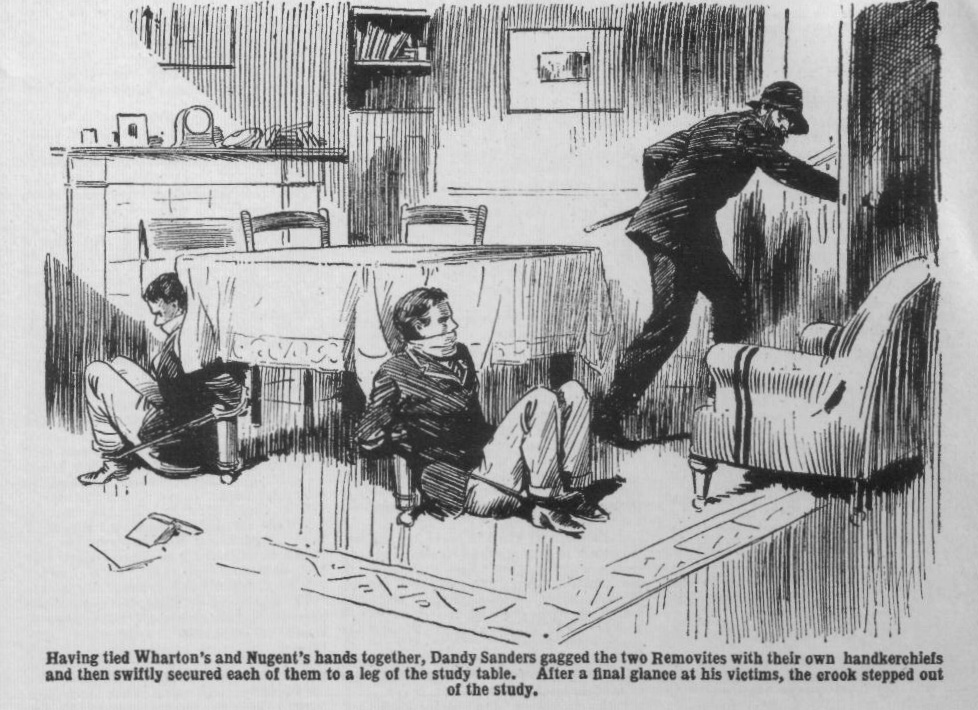 Having tied Wharton's and Nugent's hands together, Dandy Sanders gagged the two Removites with their own handkerchiefs
and then swiftly secured each of them to a leg of the study table. After a final glance at his victims, the crook stepped out
of the study.